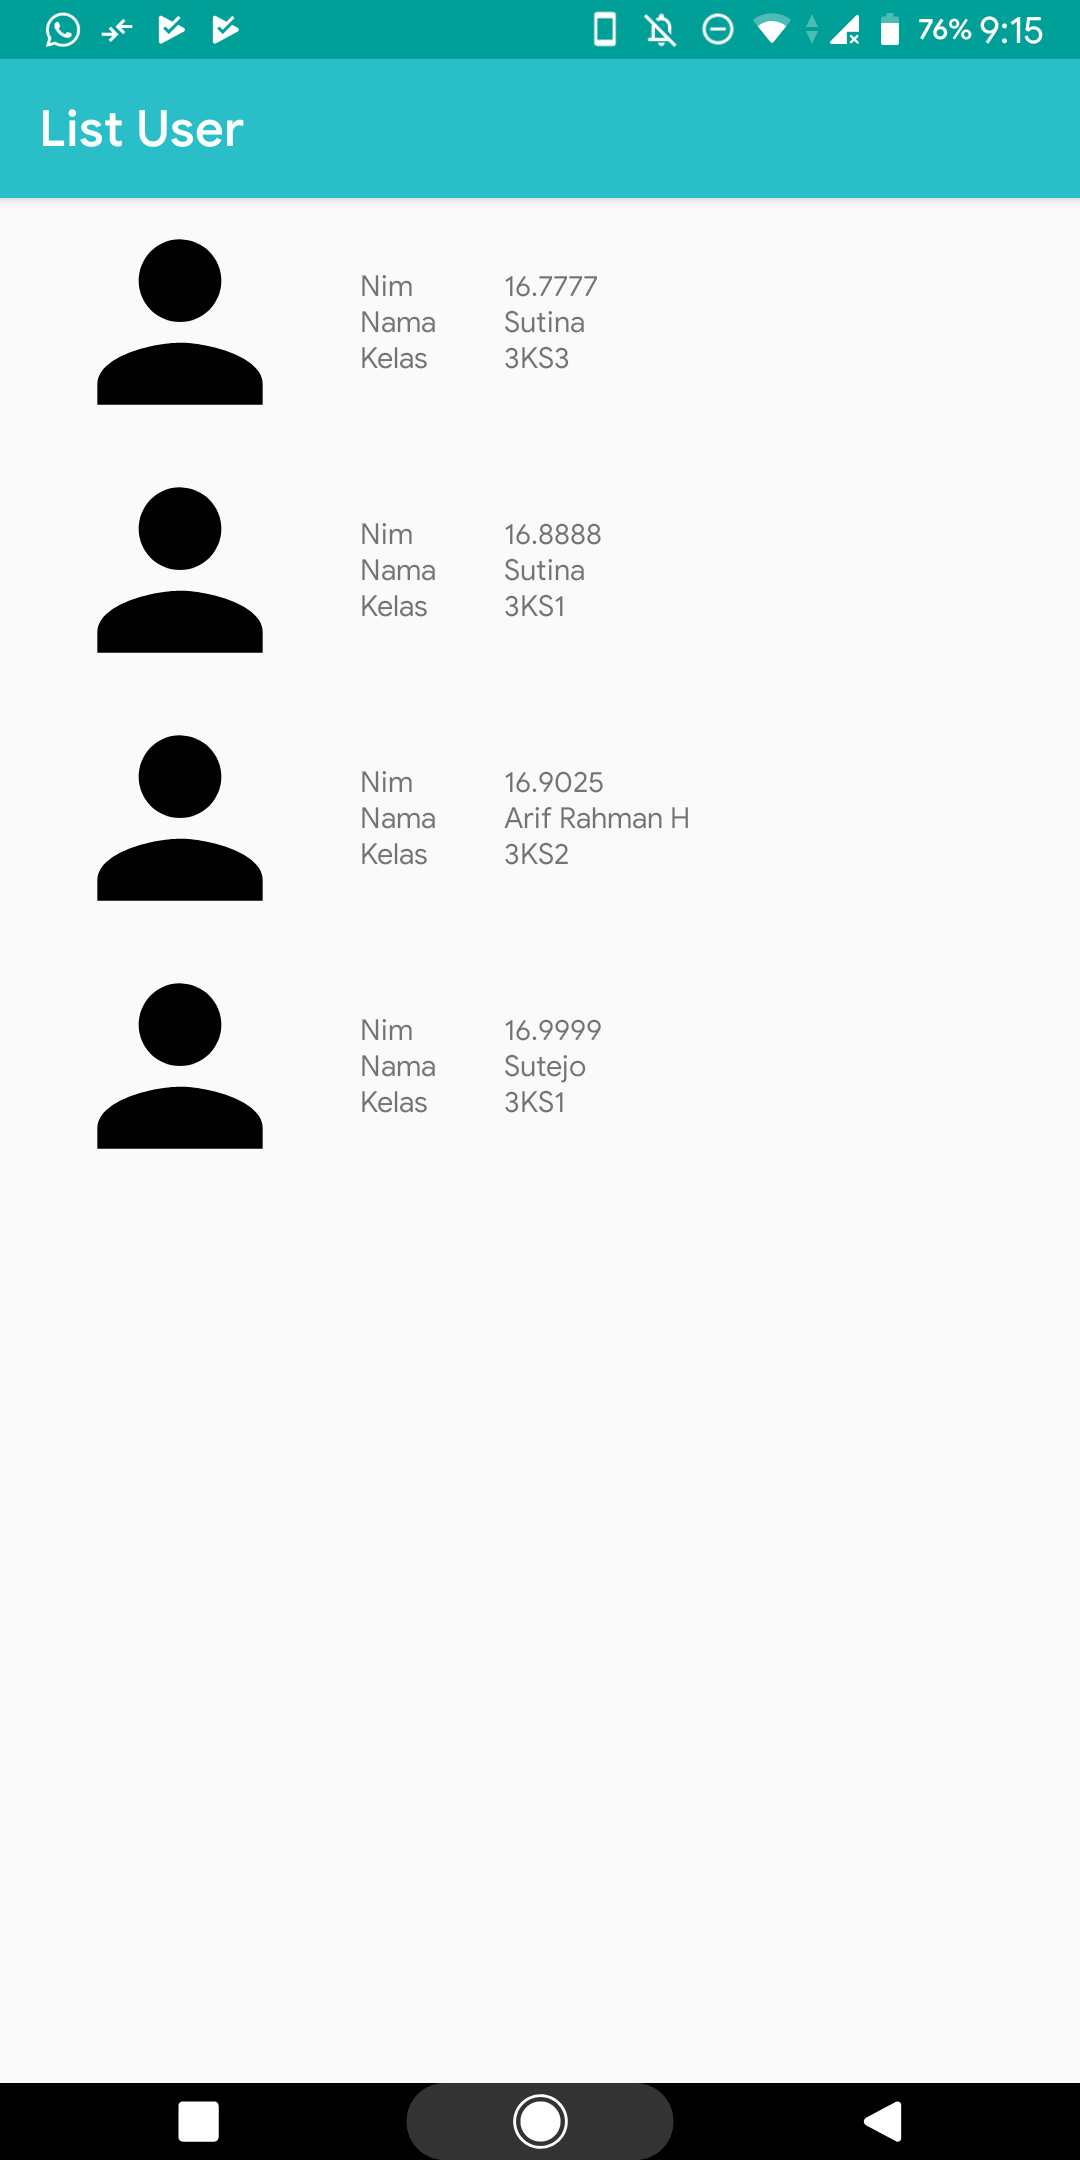 76% 9:15
List User
Nim 16.7777
Nama Sutina
Kelas 3KS3
Nim 16.8888
Nama Sutina
Kelas 3KS1
Nim 16.9025
Nama Arif Rahman H
Kelas 3KS2
Nim 16.9999
Nama Sutejo
Kelas 3KS1